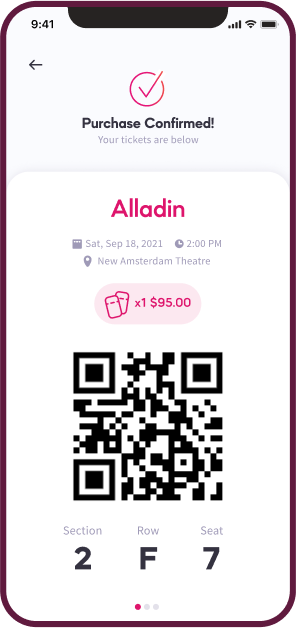 9:41
Purchase Confirmed!
Your tickets are below
Alladin
Sat, Sep 18, 2021 2:00 PM
New Amsterdam Theatre
x1 $95.00
Section Row Seat
2 F 7